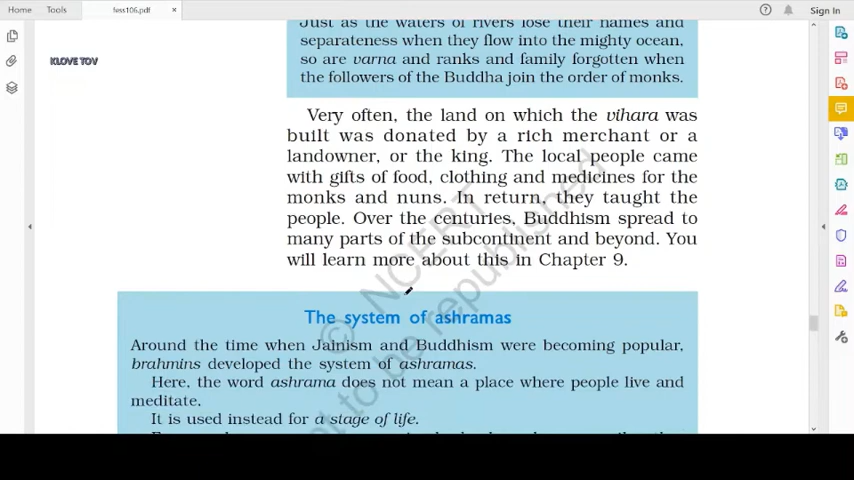 Home
Tools
fess106.pdf
×
Sign In
KLOVE TOV
Just as the waters of rivers lose their names and
separateness when they flow into the mighty ocean,
so are varna and ranks and family forgotten when
the followers of the Buddha join the order of monks.
Very often, the land on which the vihara was
built was donated by a rich merchant or a
landowner, or the king. The local people came
with gifts of food, clothing and medicines for the
monks and nuns. In return, they taught the
people. Over the centuries, Buddhism spread to
many parts of the subcontinent and beyond. You
will learn more about this in Chapter 9.
© NCERT
not to be republished
The system of ashramas
Around the time when Jainism and Buddhism were becoming popular,
brahmins developed the system of ashramas.
Here, the word ashrama does not mean a place where people live and
meditate.
It is used instead for a stage of life.